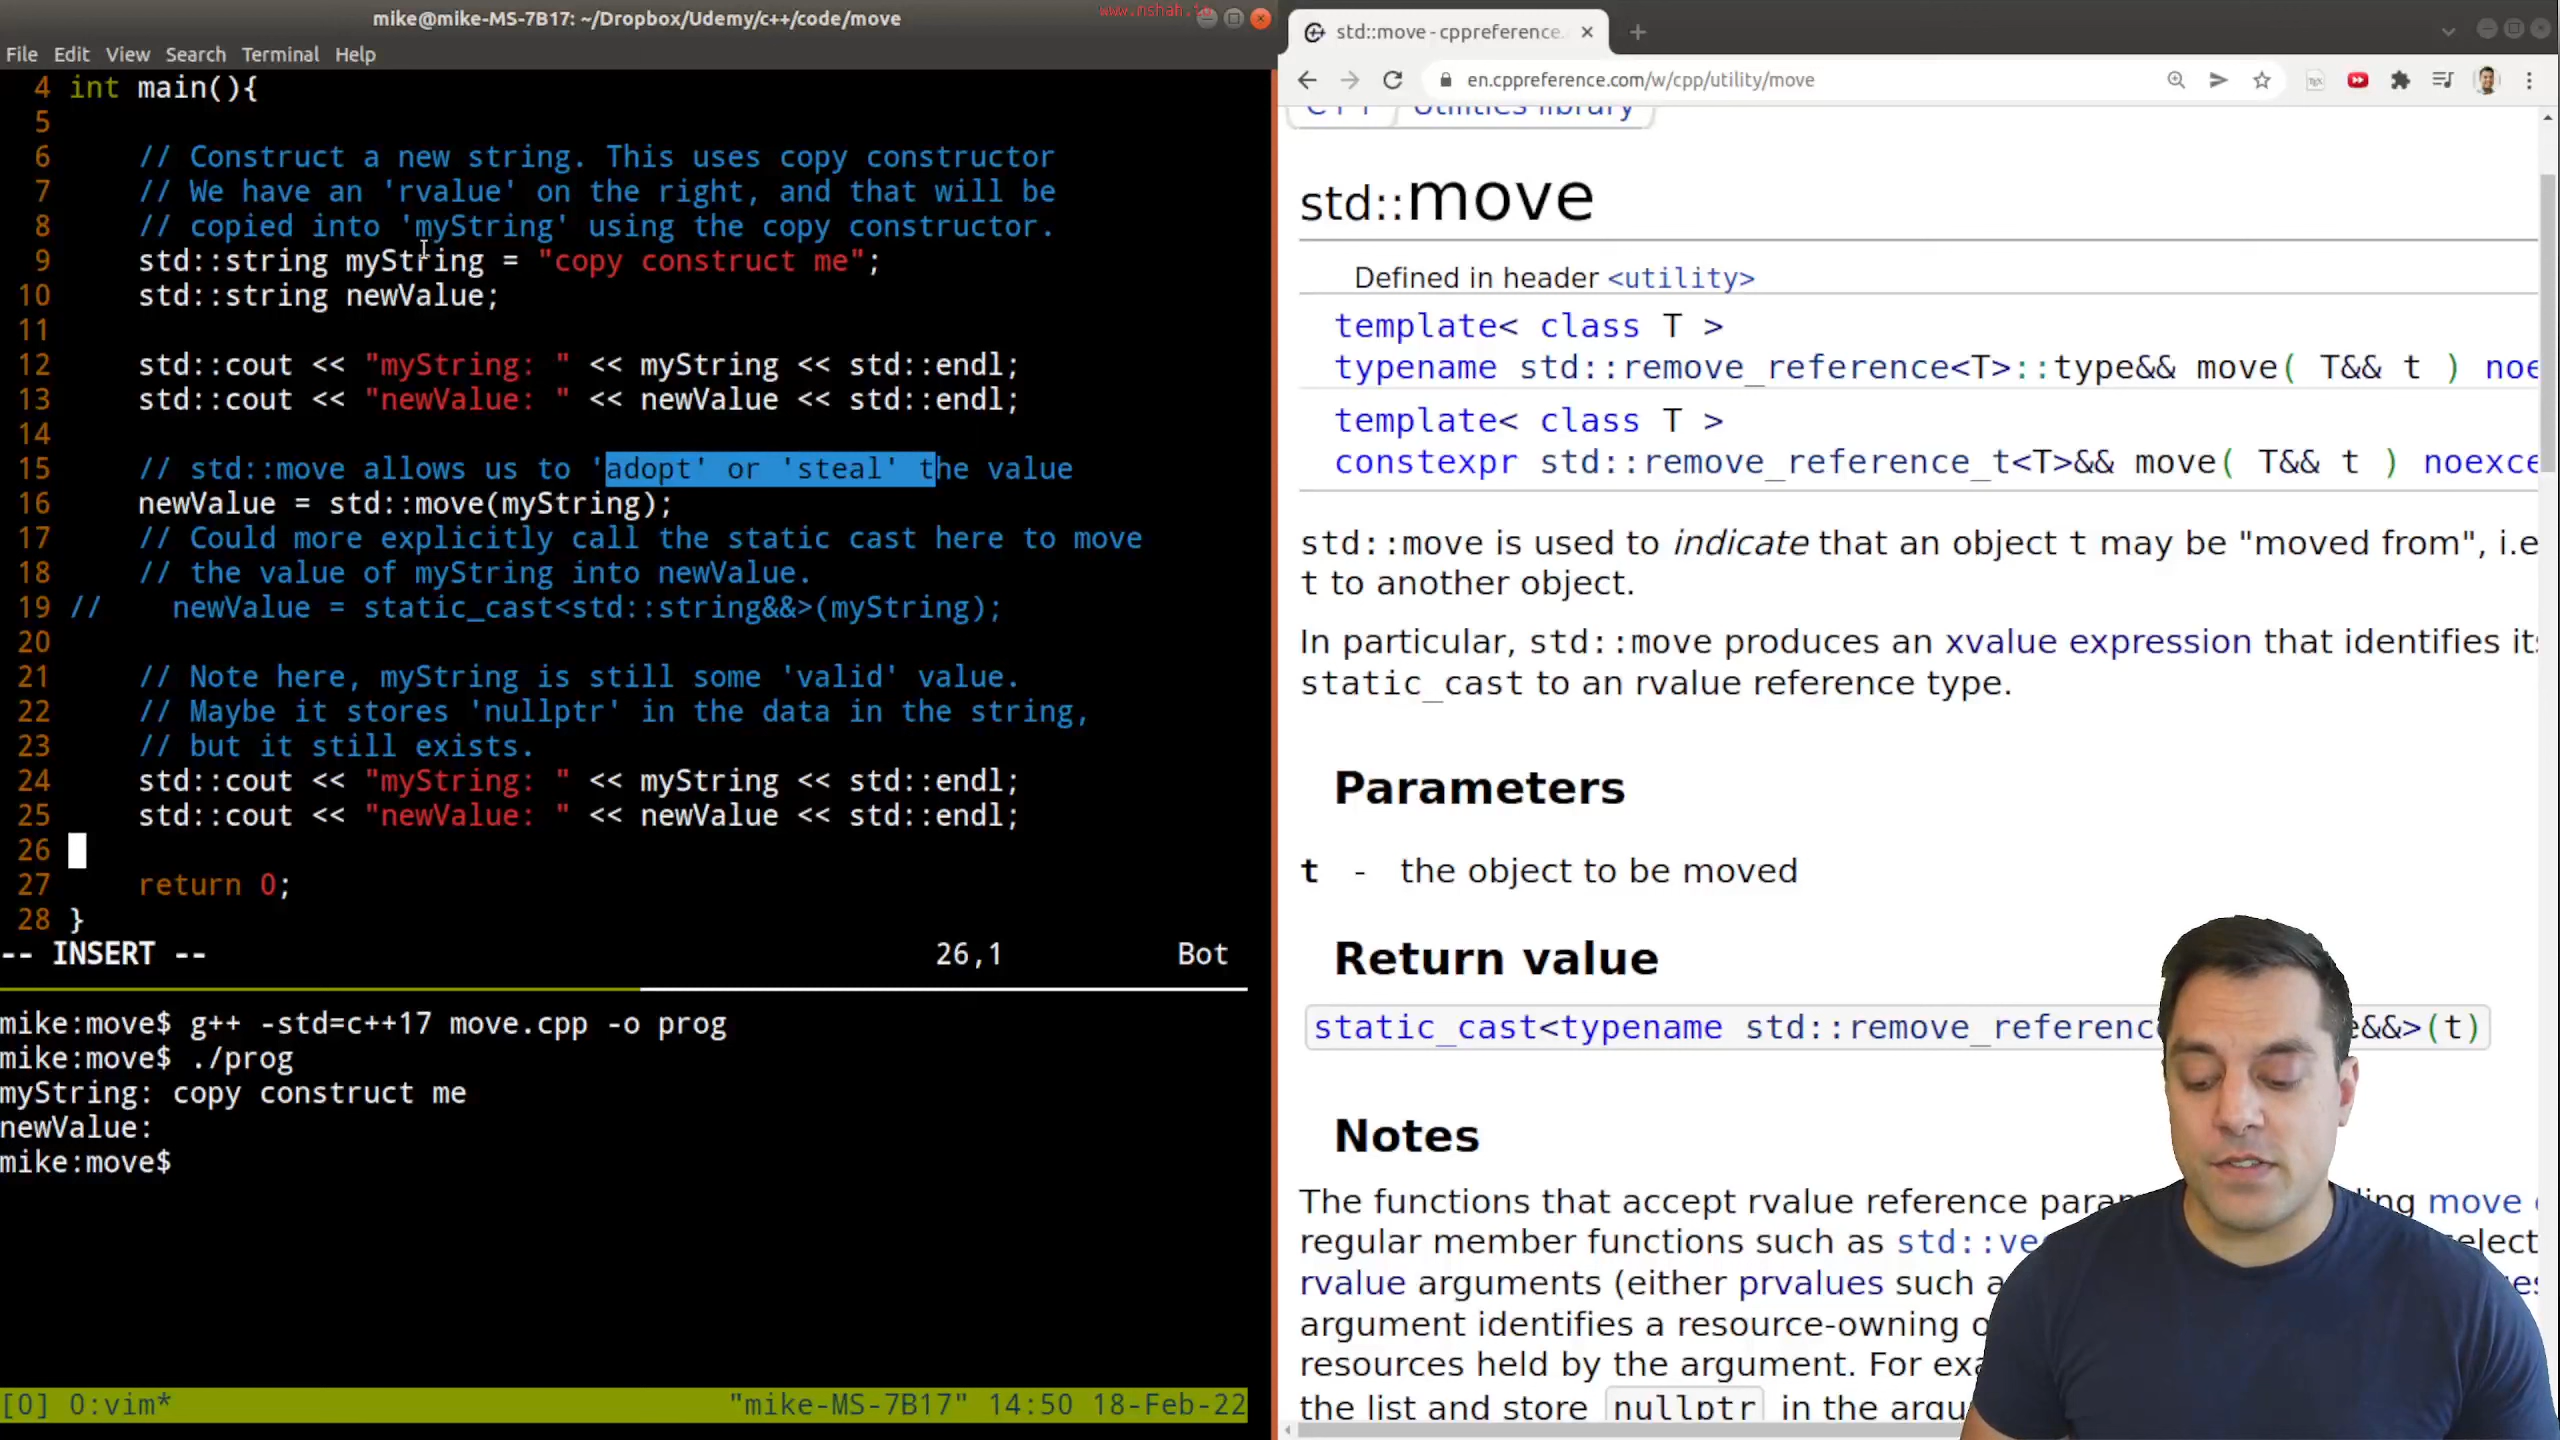 mike@mike-MS-7B17: ~/Dropbox/Udemy/c++/code/move
www.mshah.io
File Edit View Search Terminal Help
4 int main(){
5
6 // Construct a new string. This uses copy constructor
7 // We have an 'rvalue' on the right, and that will be
8 // copied into 'myString' using the copy constructor.
9 std::string myString = "copy construct me";
10 std::string newValue;
11
12 std::cout << "myString: " << myString << std::endl;
13 std::cout << "newValue: " << newValue << std::endl;
14
15 // std::move allows us to 'adopt' or 'steal' the value
16 newValue = std::move(myString);
17 // Could more explicitly call the static cast here to move
18 // the value of myString into newValue.
19 // newValue = static_cast<std::string&&>(myString);
20
21 // Note here, myString is still some 'valid' value.
22 // Maybe it stores 'nullptr' in the data in the string,
23 // but it still exists.
24 std::cout << "myString: " << myString << std::endl;
25 std::cout << "newValue: " << newValue << std::endl;
26
27 return 0;
28 }
-- INSERT -- 26,1 Bot
mike:move$ g++ -std=c++17 move.cpp -o prog
mike:move$ ./prog
myString: copy construct me
newValue:
mike:move$
[0] 0:vim* "mike-MS-7B17" 14:50 18-Feb-22
std::move - cppreference.
en.cppreference.com/w/cpp/utility/move
C++ Utilities library
std::move
Defined in header <utility>
template< class T >
typename std::remove_reference<T>::type&& move( T&& t ) noe
template< class T >
constexpr std::remove_reference_t<T>&& move( T&& t ) noexce
std::move is used to indicate that an object t may be "moved from", i.e
t to another object.
In particular, std::move produces an xvalue expression that identifies it
static_cast to an rvalue reference type.
Parameters
t - the object to be moved
Return value
static_cast<typename std::remove_referenc e&&>(t)
Notes
The functions that accept rvalue reference para ing move
regular member functions such as std::ve select
rvalue arguments (either prvalues such a
argument identifies a resource-owning o
resources held by the argument. For exa
the list and store nullptr in the argu